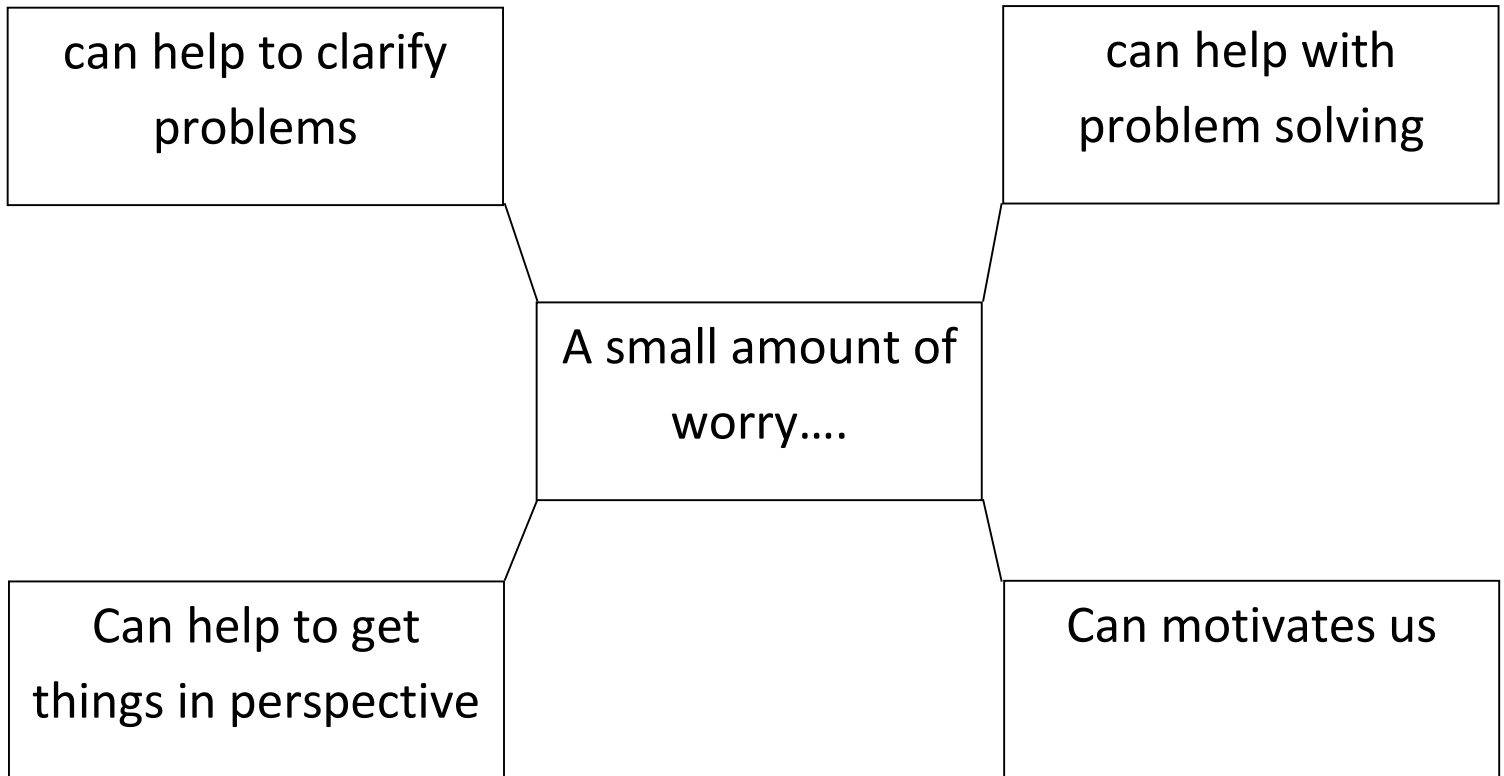 can help to clarify
problems
can help with
problem solving
A small amount of
worry....
Can help to get
things in perspective
Can motivates us